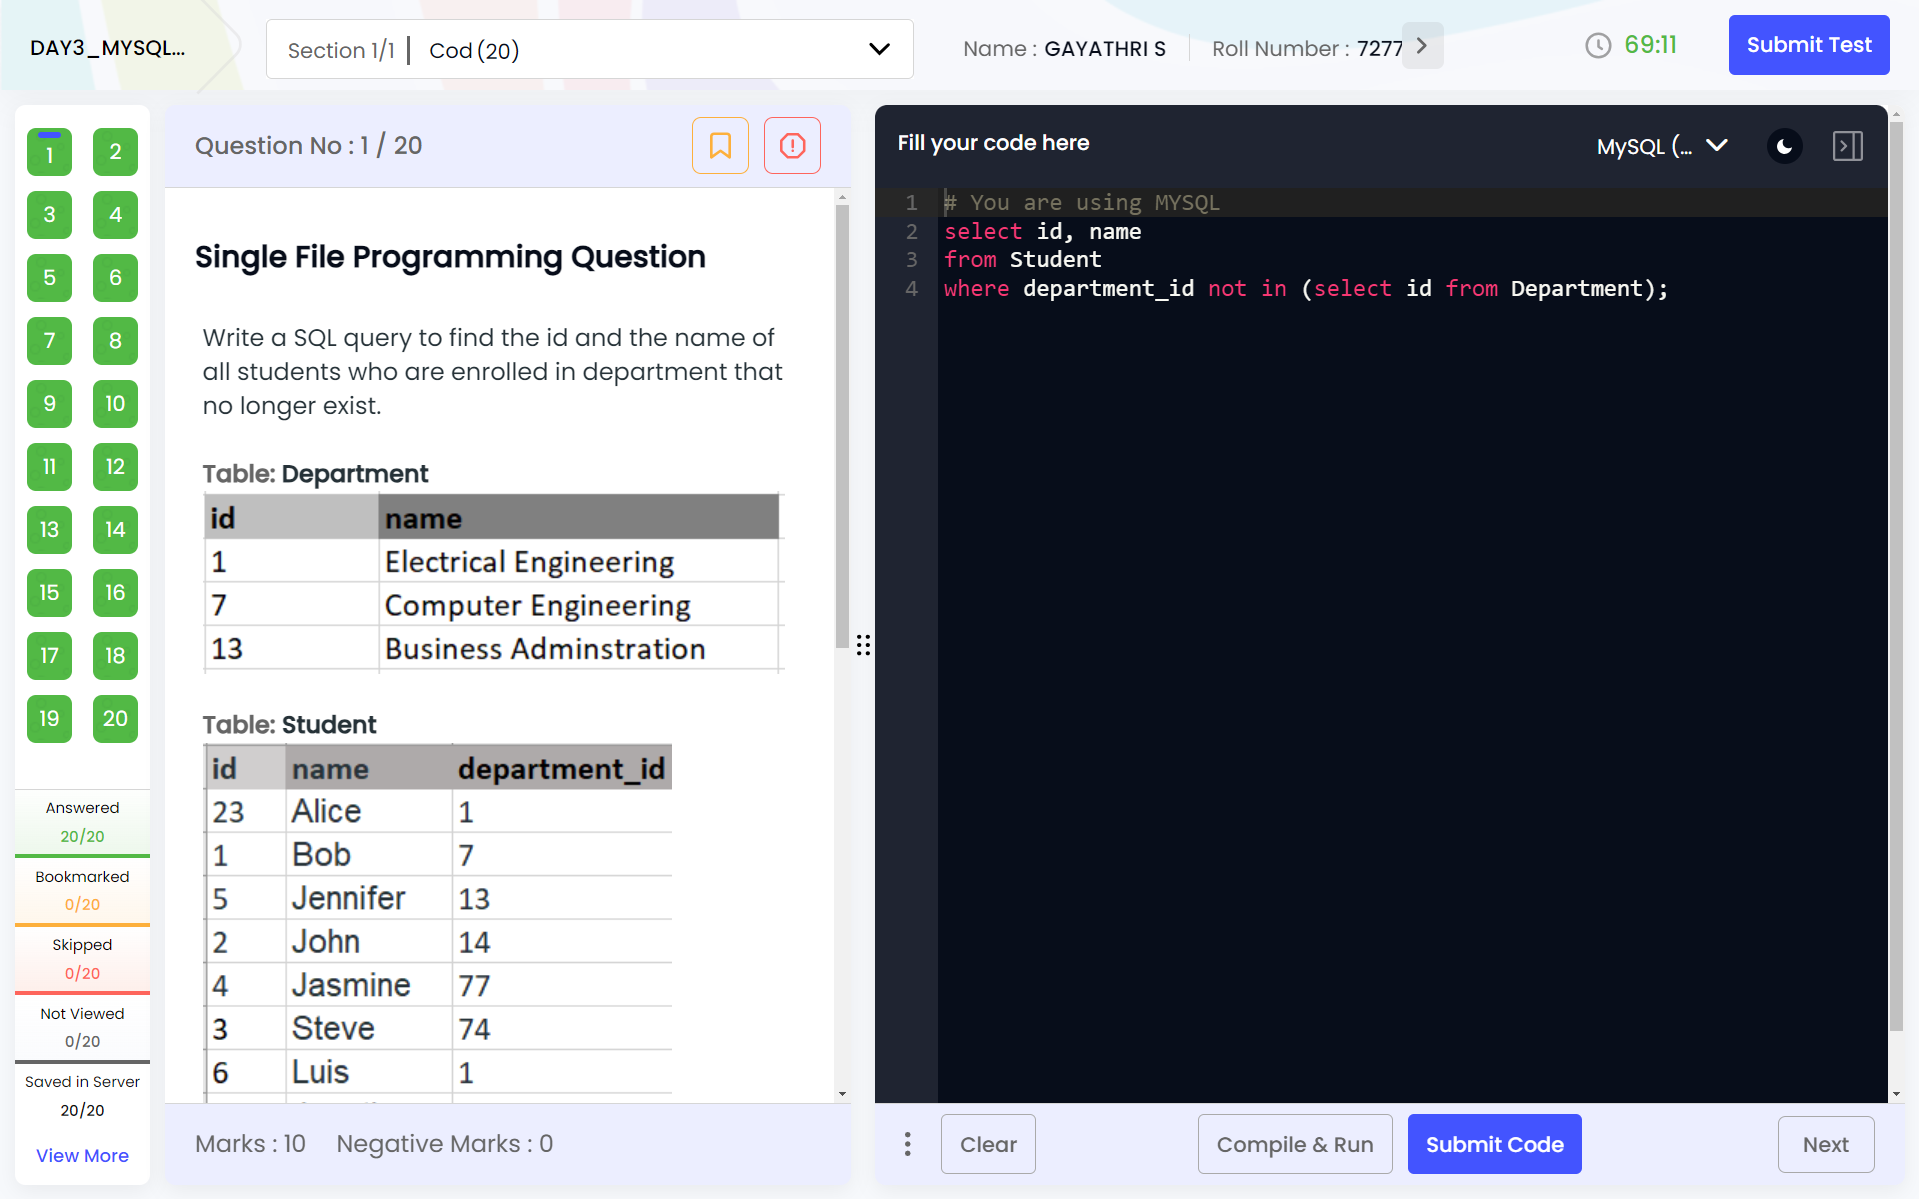 DAY3_MYSQL...
Section 1/1 | Cod (20)
Name : GAYATHRI S
Roll Number : 7277
69:11
Submit Test
1 2
3 4
5 6
7 8
9 10
11 12
13 14
15 16
17 18
19 20
Answered
20/20
Bookmarked
0/20
Skipped
0/20
Not Viewed
0/20
Saved in Server
20/20
View More
Question No : 1 / 20
Single File Programming Question
Write a SQL query to find the id and the name of
all students who are enrolled in department that
no longer exist.
Table: Department
id name
1 Electrical Engineering
7 Computer Engineering
13 Business Adminstration
Table: Student
id name department_id
23 Alice 1
1 Bob 7
5 Jennifer 13
2 John 14
4 Jasmine 77
3 Steve 74
6 Luis 1
Marks : 10 Negative Marks : 0
Fill your code here
MySQL (...
1 # You are using MYSQL
2 select id, name
3 from Student
4 where department_id not in (select id from Department);
Clear
Compile & Run
Submit Code
Next